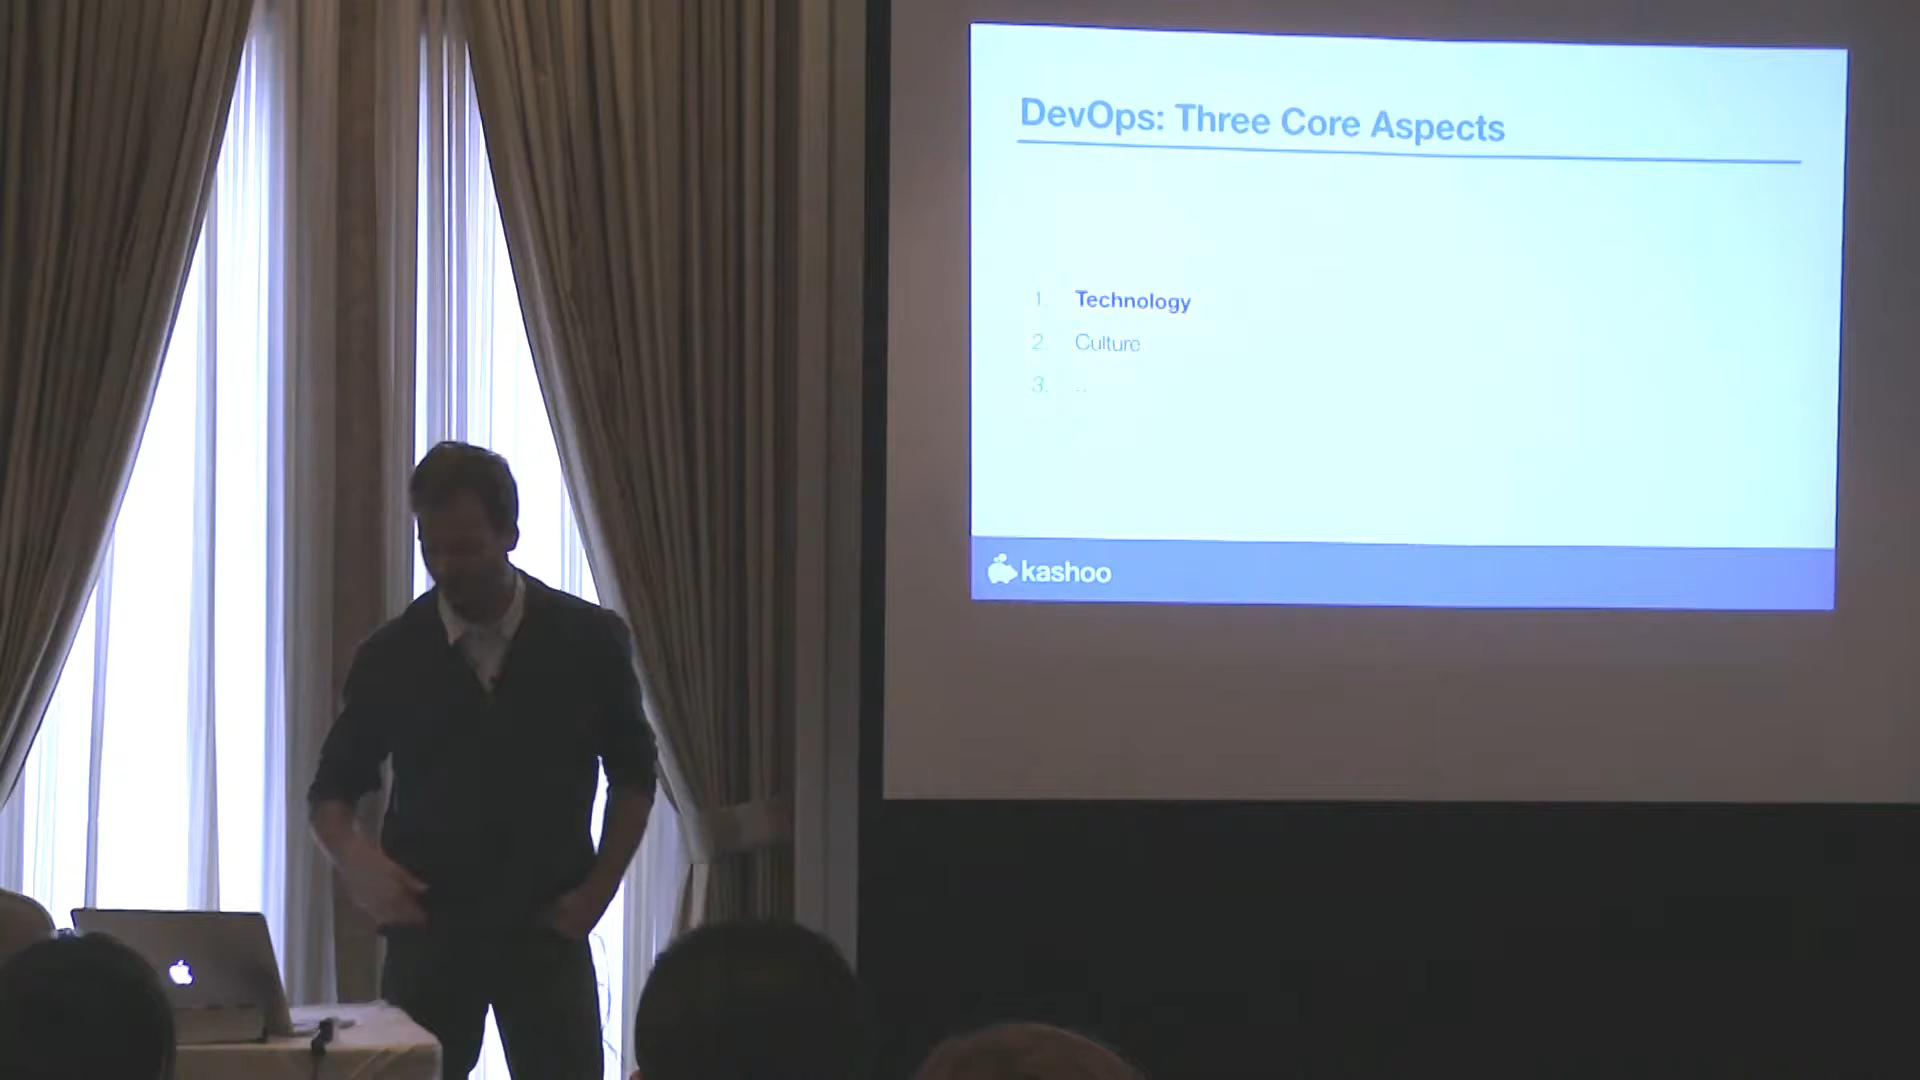 DevOps: Three Core Aspects
1. Technology
2. Culture
3. ..
kashoo